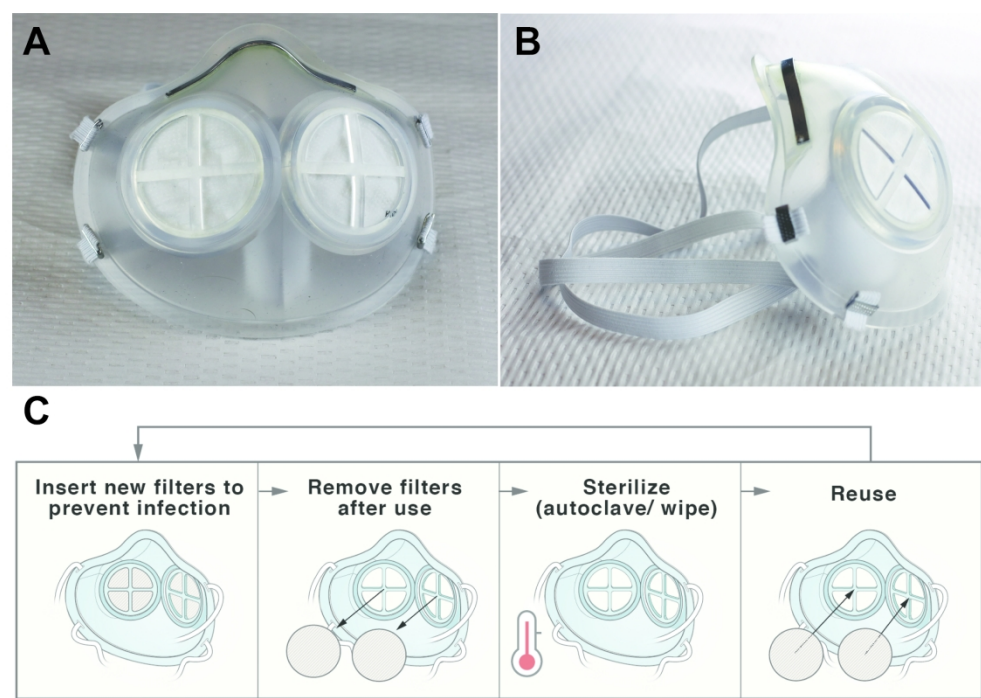 A
B
C
Insert new filters to
prevent infection
Remove filters
after use
Sterilize
(autoclave/ wipe)
Reuse